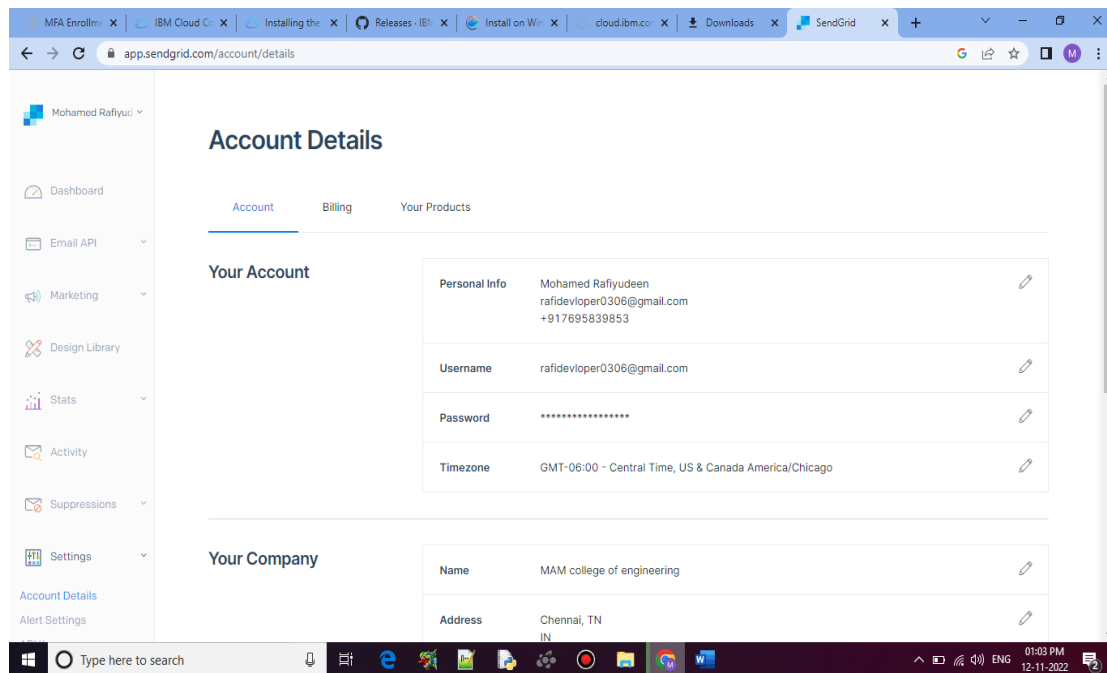 MFA Enrollme
IBM Cloud Co
Installing the
Releases · IBM
Install on Win
cloud.ibm.co
Downloads
SendGrid
app.sendgrid.com/account/details
G
M
Mohamed Rafiyud
Account Details
Dashboard
Account Billing Your Products
Email API
Your Account
Personal Info Mohamed Rafiyudeen
rafidevloper0306@gmail.com
+917695839853
Marketing
Design Library
Username rafidevloper0306@gmail.com
Stats
Password *****************
Activity
Timezone GMT-06:00 - Central Time, US & Canada America/Chicago
Suppressions
Settings
Your Company
Name MAM college of engineering
Account Details
Alert Settings
Address Chennai, TN
IN
Type here to search
ENG
01:03 PM
12-11-2022
2